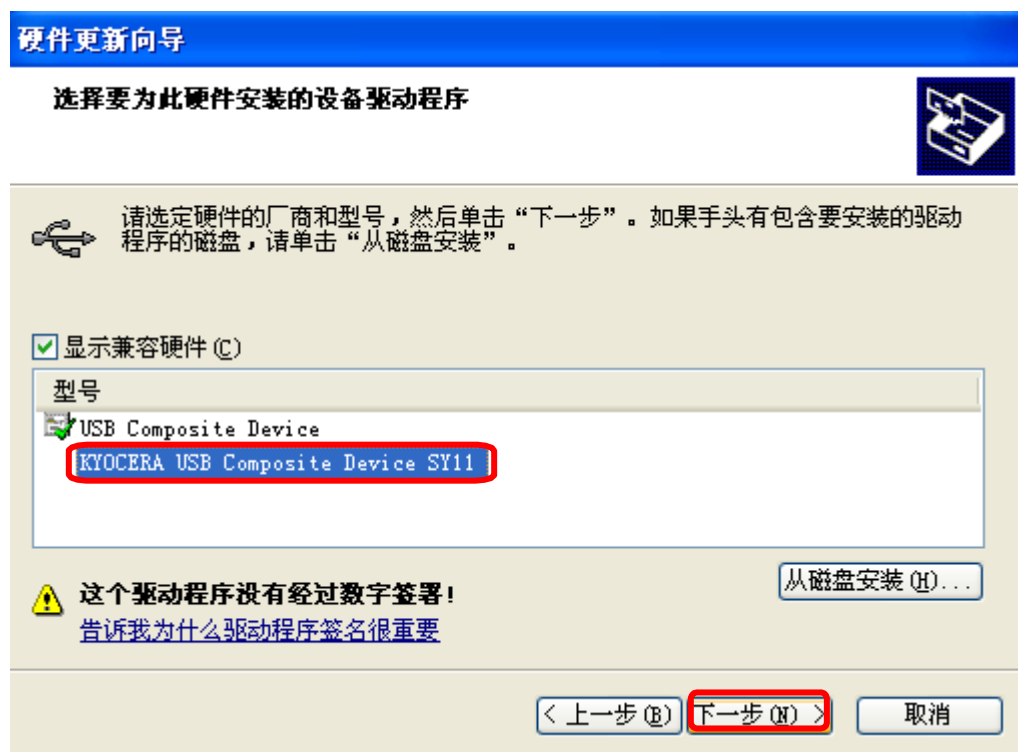 硬件更新向导
选择要为此硬件安装的设备驱动程序
请选定硬件的厂商和型号，然后单击“下一步”。如果手头有包含要安装的驱动
程序的磁盘，请单击“从磁盘安装”。
显示兼容硬件(C)
型号
USB Composite Device
KYOCERA USB Composite Device SY11
这个驱动程序没有经过数字签署!
从磁盘安装(H)...
告诉我为什么驱动程序签名很重要
< 上一步(B) 下一步(N) > 取消